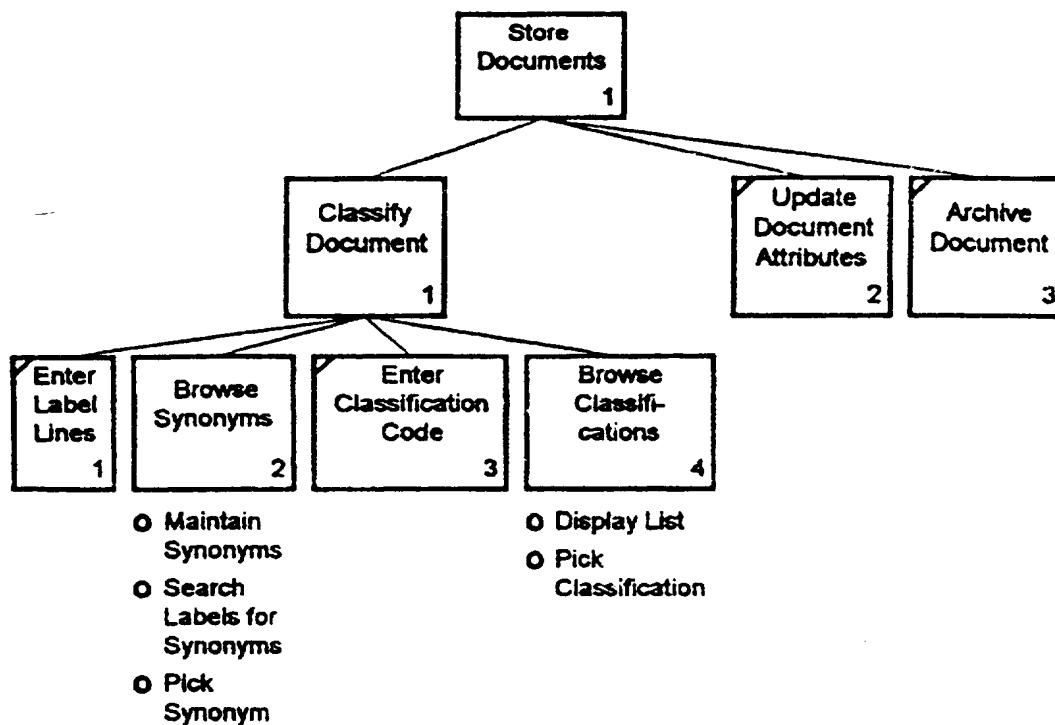 Store
Documents
1
Classify
Document
1
Update
Document
Attributes
2
Archive
Document
3
Enter
Label
Lines
1
Browse
Synonyms
2
Enter
Classification
Code
3
Browse
Classifi-
cations
4
Maintain
Synonyms
Search
Labels for
Synonyms
Pick
Synonym
Display List
Pick
Classification